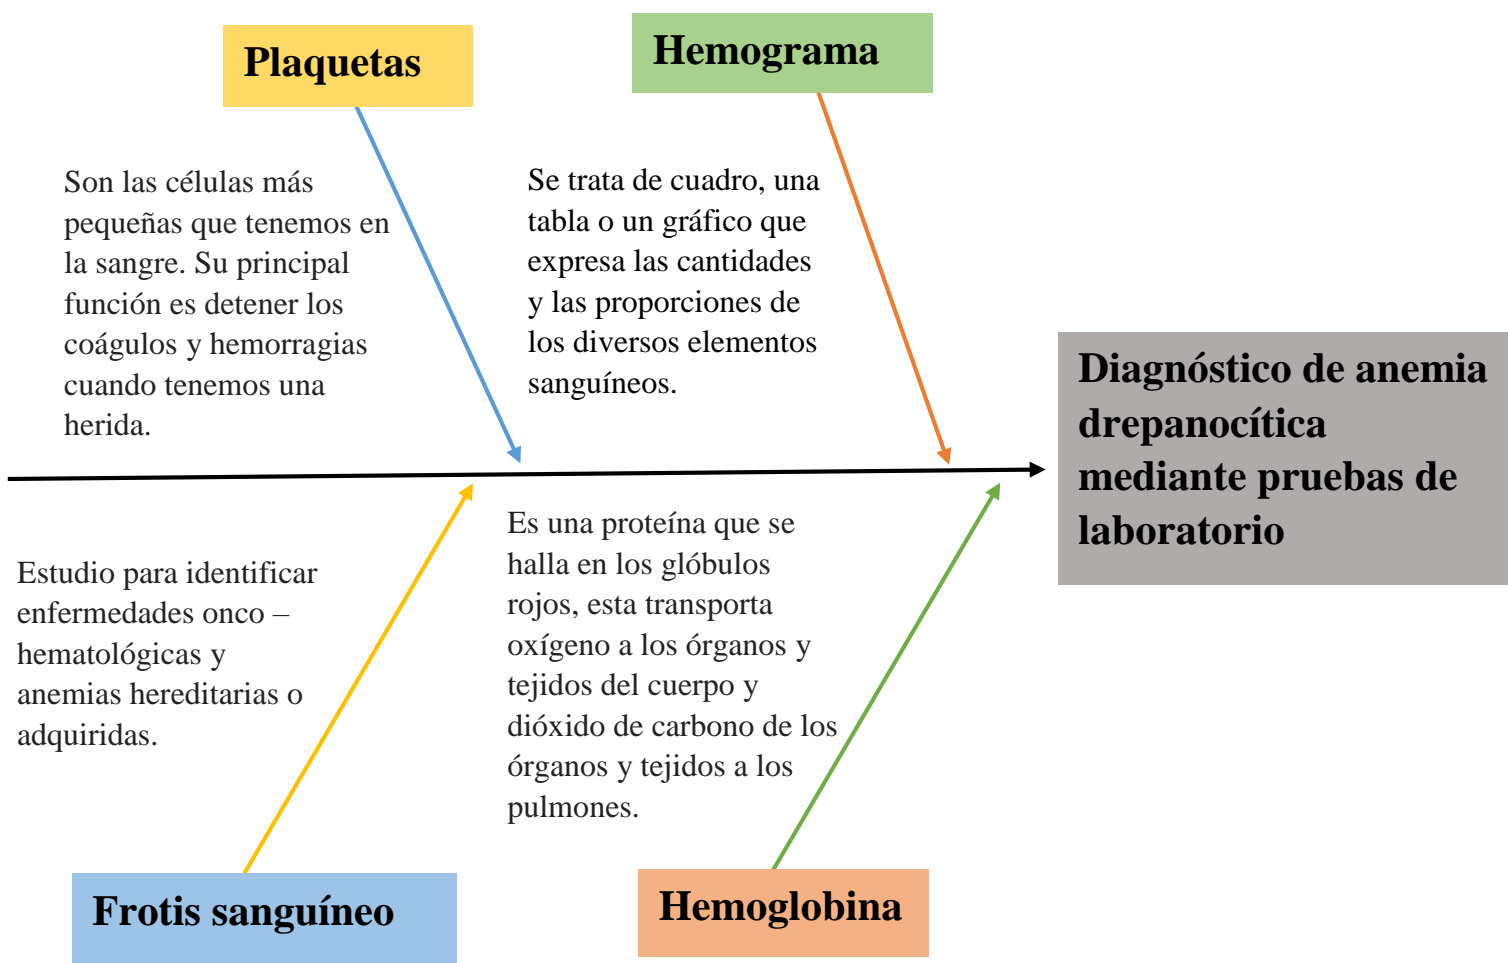 Plaquetas
Son las células más
pequeñas que tenemos en
la sangre. Su principal
función es detener los
coágulos y hemorragias
cuando tenemos una
herida.
Hemograma
Se trata de cuadro, una
tabla o un gráfico que
expresa las cantidades
y las proporciones de
los diversos elementos
sanguíneos.
Diagnóstico de anemia
drepanocítica
mediante pruebas de
laboratorio
Estudio para identificar
enfermedades onco –
hematológicas y
anemias hereditarias o
adquiridas.
Frotis sanguíneo
Es una proteína que se
halla en los glóbulos
rojos, esta transporta
oxígeno a los órganos y
tejidos del cuerpo y
dióxido de carbono de los
órganos y tejidos a los
pulmones.
Hemoglobina